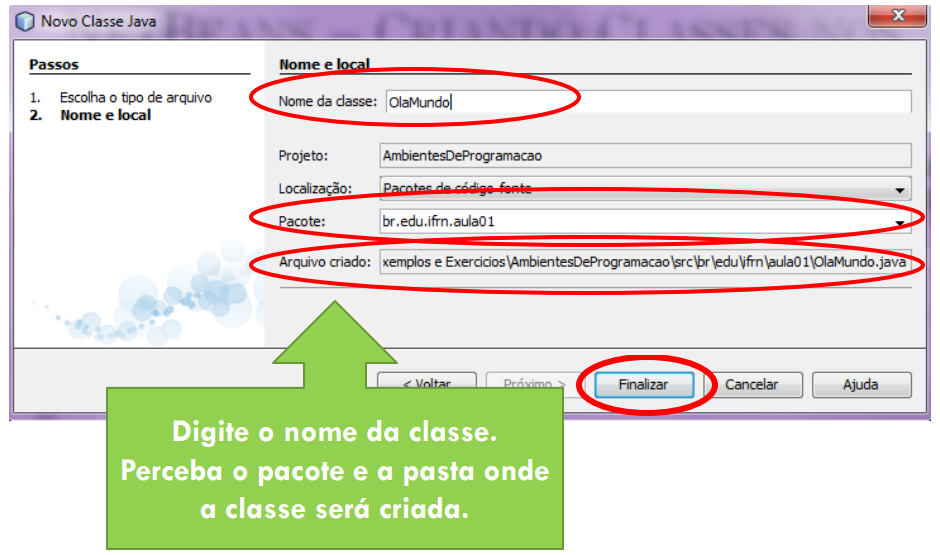 Novo Classe Java
Passos
1. Escolha o tipo de arquivo
2. Nome e local
Nome e local
Nome da classe: OlaMundo
Projeto: AmbientesDeProgramacao
Localização: Pacotes de código-fonte
Pacote: br.edu.ifrn.aula01
Arquivo criado: xemplos e Exercicios\AmbientesDeProgramacao\src\br\edu\ifrn\aula01\OlaMundo.java
< Voltar Próximo > Finalizar Cancelar Ajuda
Digite o nome da classe.
Perceba o pacote e a pasta onde
a classe será criada.